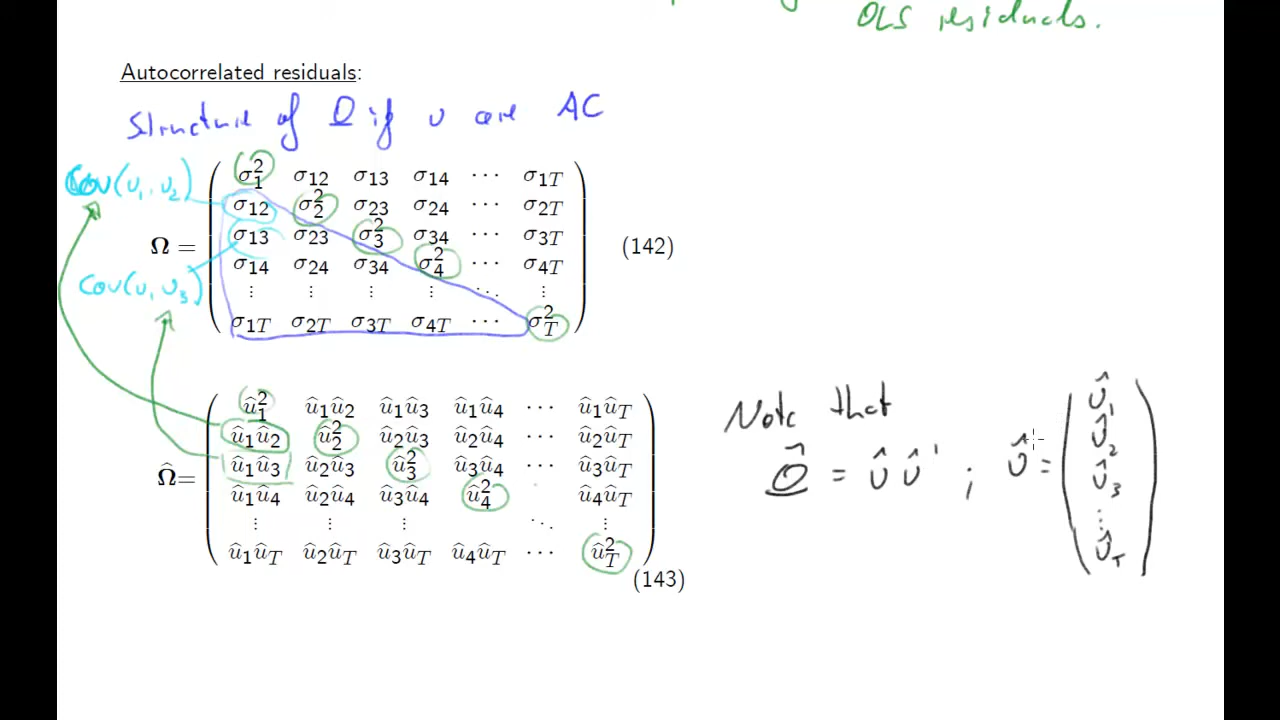 OLS residuals.
Autocorrelated residuals:
Structure of Ω if u are AC
Cov(u₁, u₂)
Cov(u₁ u₃)
Ω =
σ₁² σ₁₂ σ₁₃ σ₁₄ ⋯ σ₁T
σ₁₂ σ₂² σ₂₃ σ₂₄ ⋯ σ₂T
σ₁₃ σ₂₃ σ₃² σ₃₄ ⋯ σ₃T
σ₁₄ σ₂₄ σ₃₄ σ₄² ⋯ σ₄T
⋮ ⋮ ⋮ ⋮ ⋱ ⋮
σ₁T σ₂T σ₃T σ₄T ⋯ σT²
(142)
Ω̂=
û₁² û₁û₂ û₁û₃ û₁û₄ ⋯ û₁ûT
û₁û₂ û₂² û₂û₃ û₂û₄ ⋯ û₂ûT
û₁û₃ û₂û₃ û₃² û₃û₄ ⋯ û₃ûT
û₁û₄ û₂û₄ û₃û₄ û₄² û₄ûT
⋮ ⋮ ⋮ ⋱ ⋮
û₁ûT û₂ûT û₃ûT û₄ûT ⋯ ûT²
(143)
Note that
Ω̂ = û û' ; û =
û₁
û₂
û₃
⋮
ûT